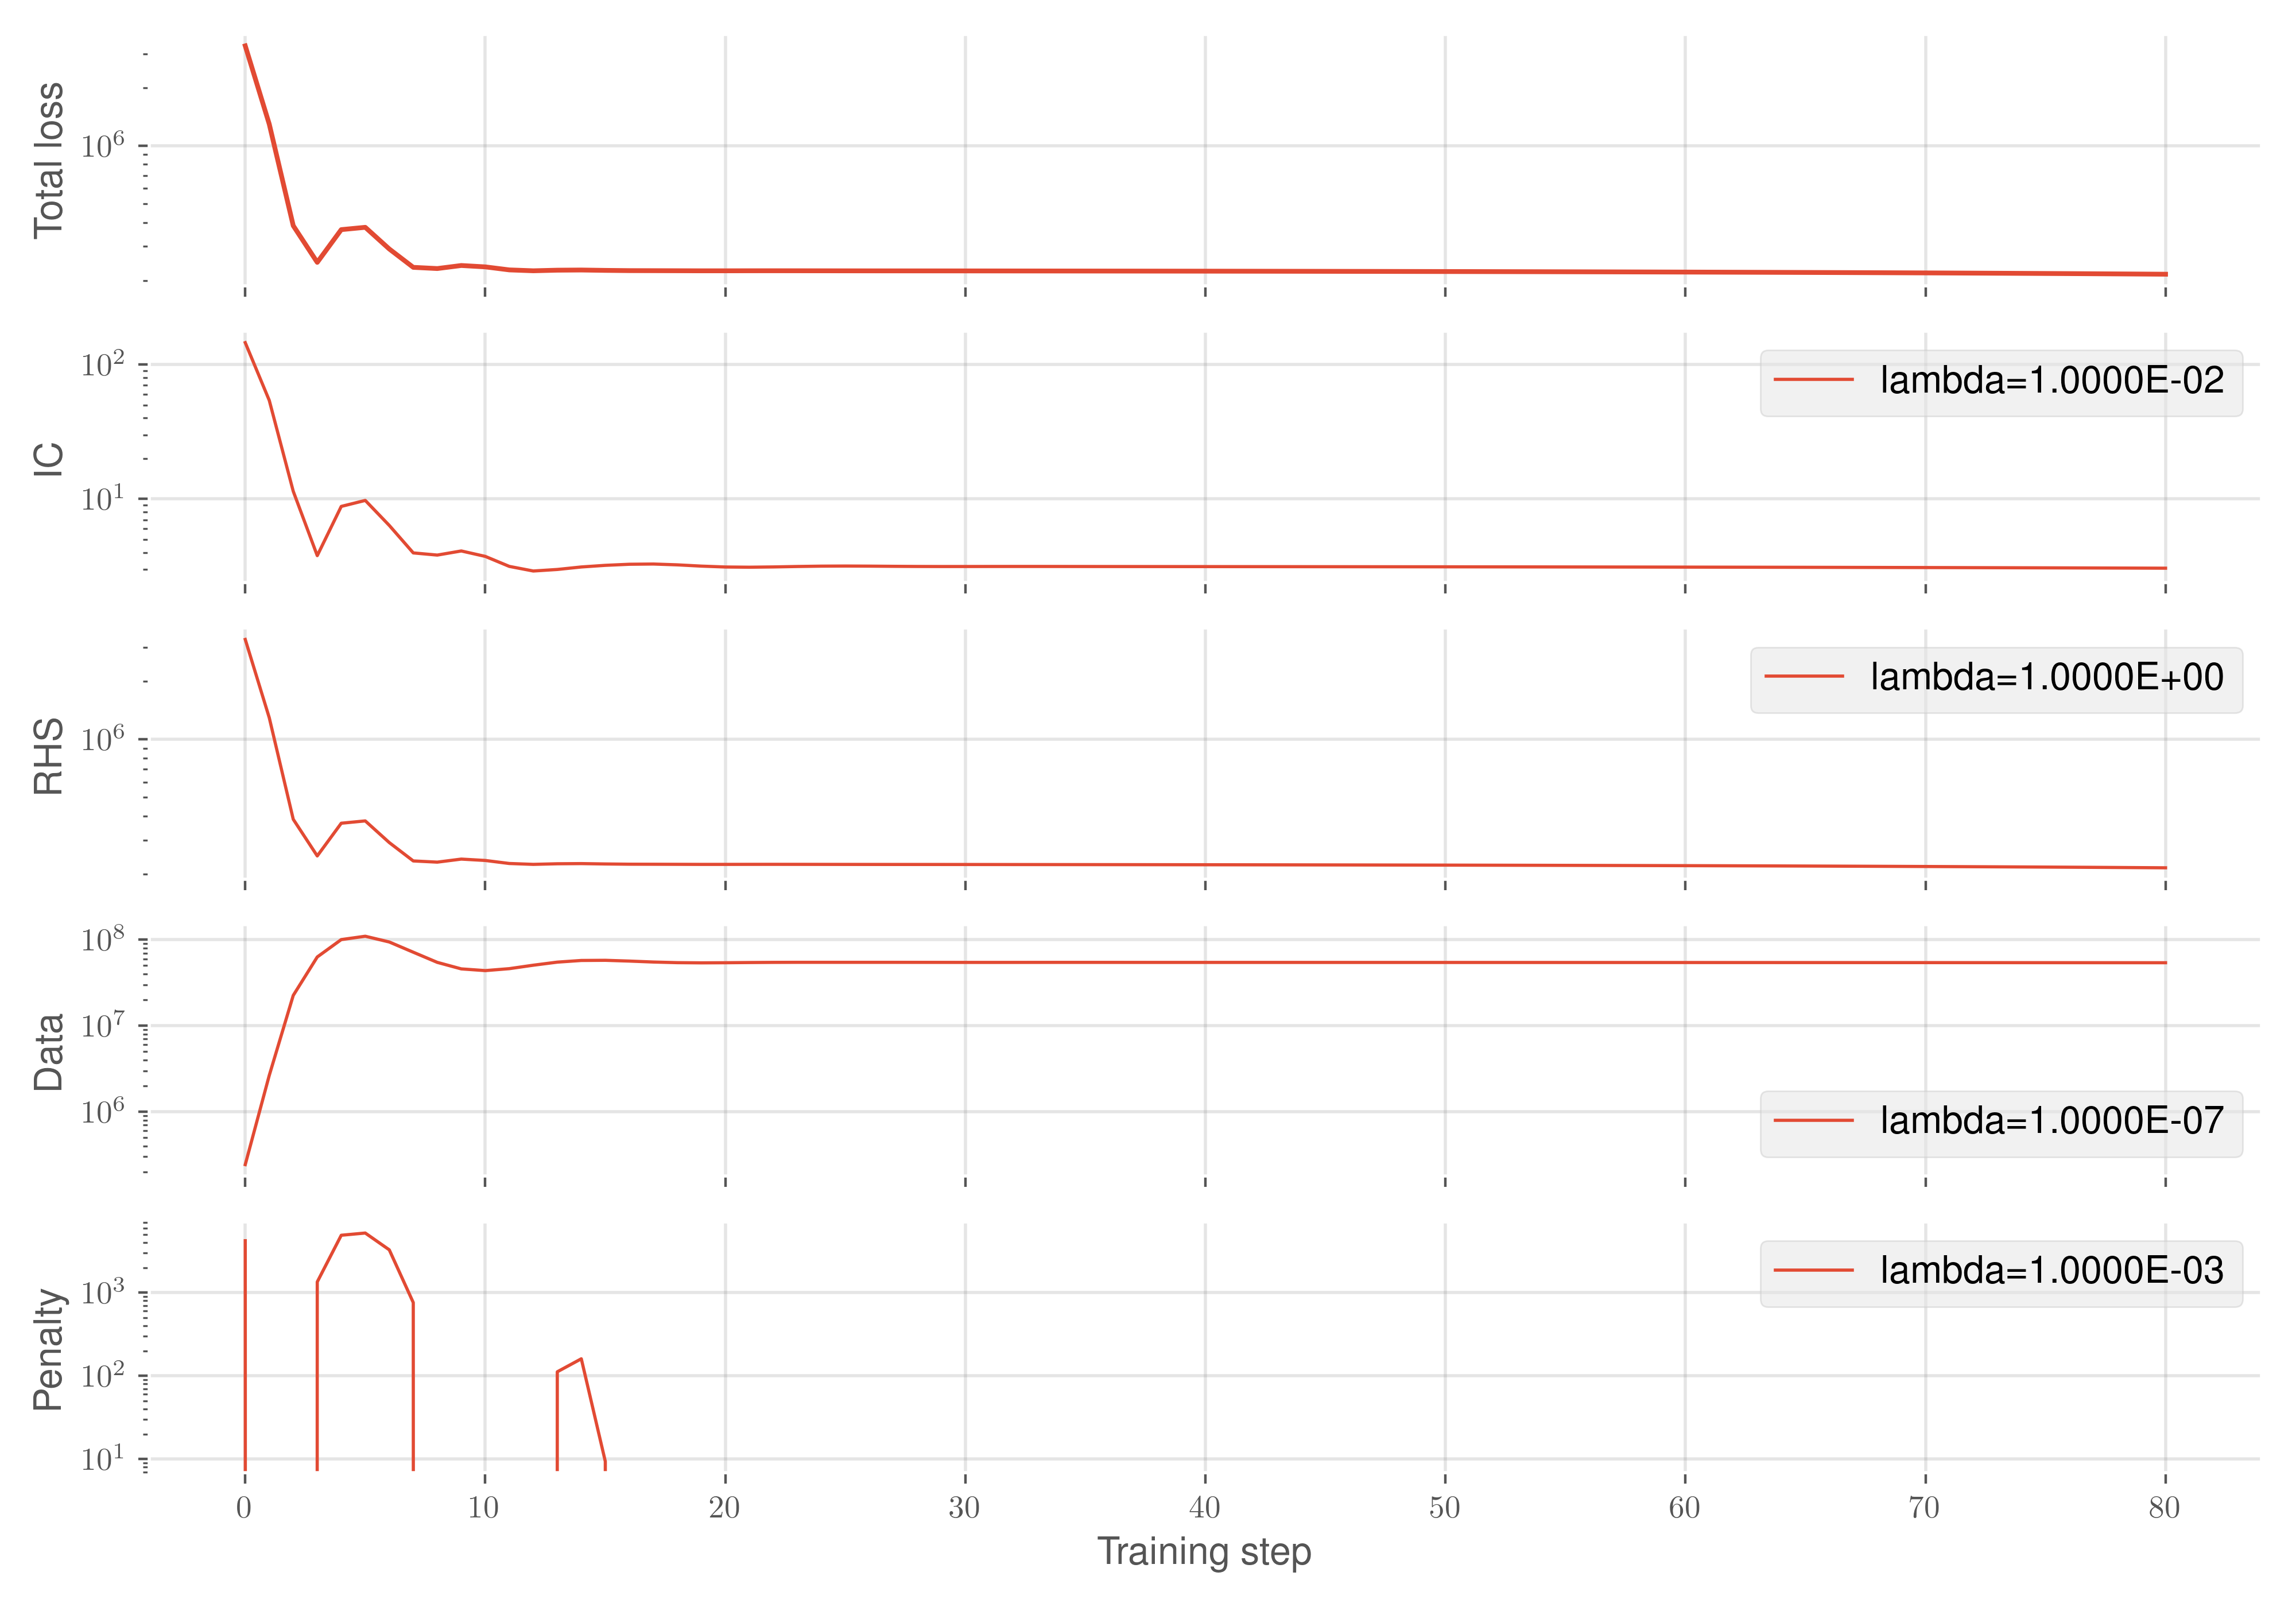 Total loss
10^6
IC
10^2
10^1
lambda=1.0000E-02
RHS
10^6
lambda=1.0000E+00
Data
10^8
10^7
10^6
lambda=1.0000E-07
Penalty
10^3
10^2
10^1
lambda=1.0000E-03
0 10 20 30 40 50 60 70 80
Training step